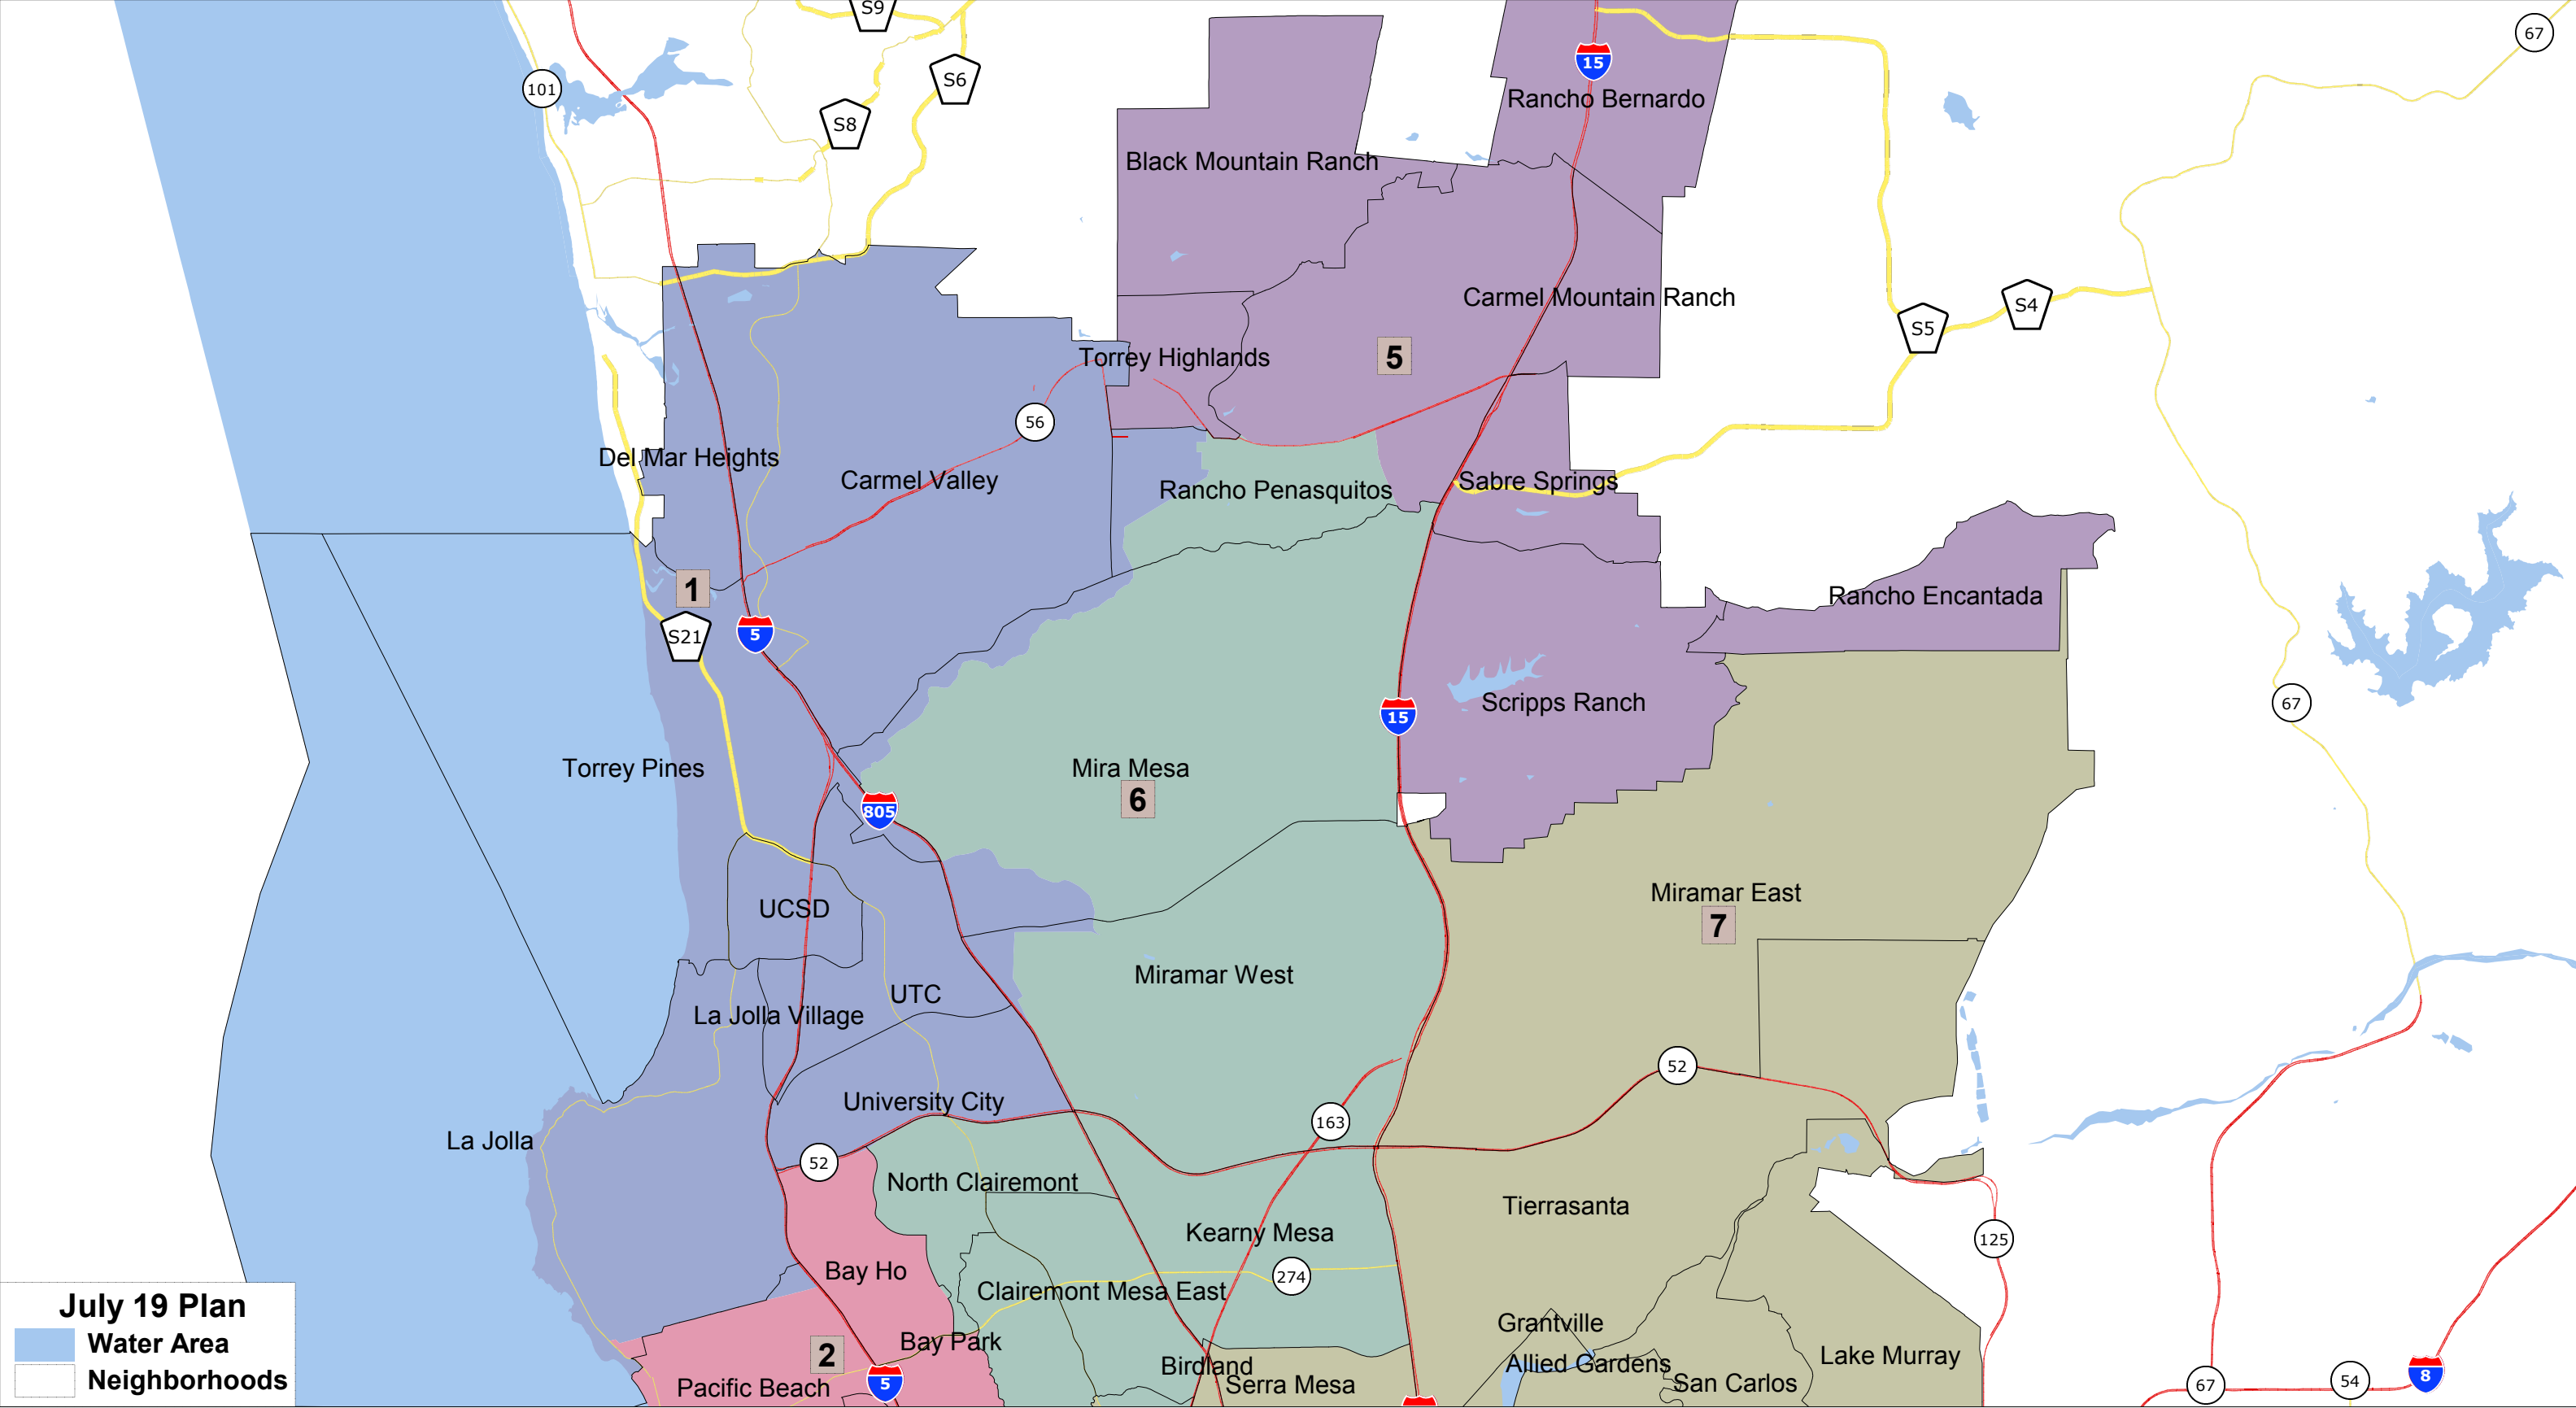 S9
67
15
S6
101
Rancho Bernardo
S8
Black Mountain Ranch
Carmel Mountain Ranch
S4
S5
Torrey Highlands
5
56
Del Mar Heights
Carmel Valley
Rancho Penasquitos
Sabre Springs
1
Rancho Encantada
S21
5
15
Scripps Ranch
67
Torrey Pines
Mira Mesa
6
805
Miramar East
UCSD
7
Miramar West
UTC
La Jolla Village
52
University City
163
La Jolla
52
North Clairemont
Tierrasanta
Kearny Mesa
125
Bay Ho
274
Clairemont Mesa East
July 19 Plan
Water Area
Neighborhoods
Grantville
Bay Park
2
Lake Murray
Birdland
Allied Gardens
8
Pacific Beach
5
Serra Mesa
San Carlos
67
54